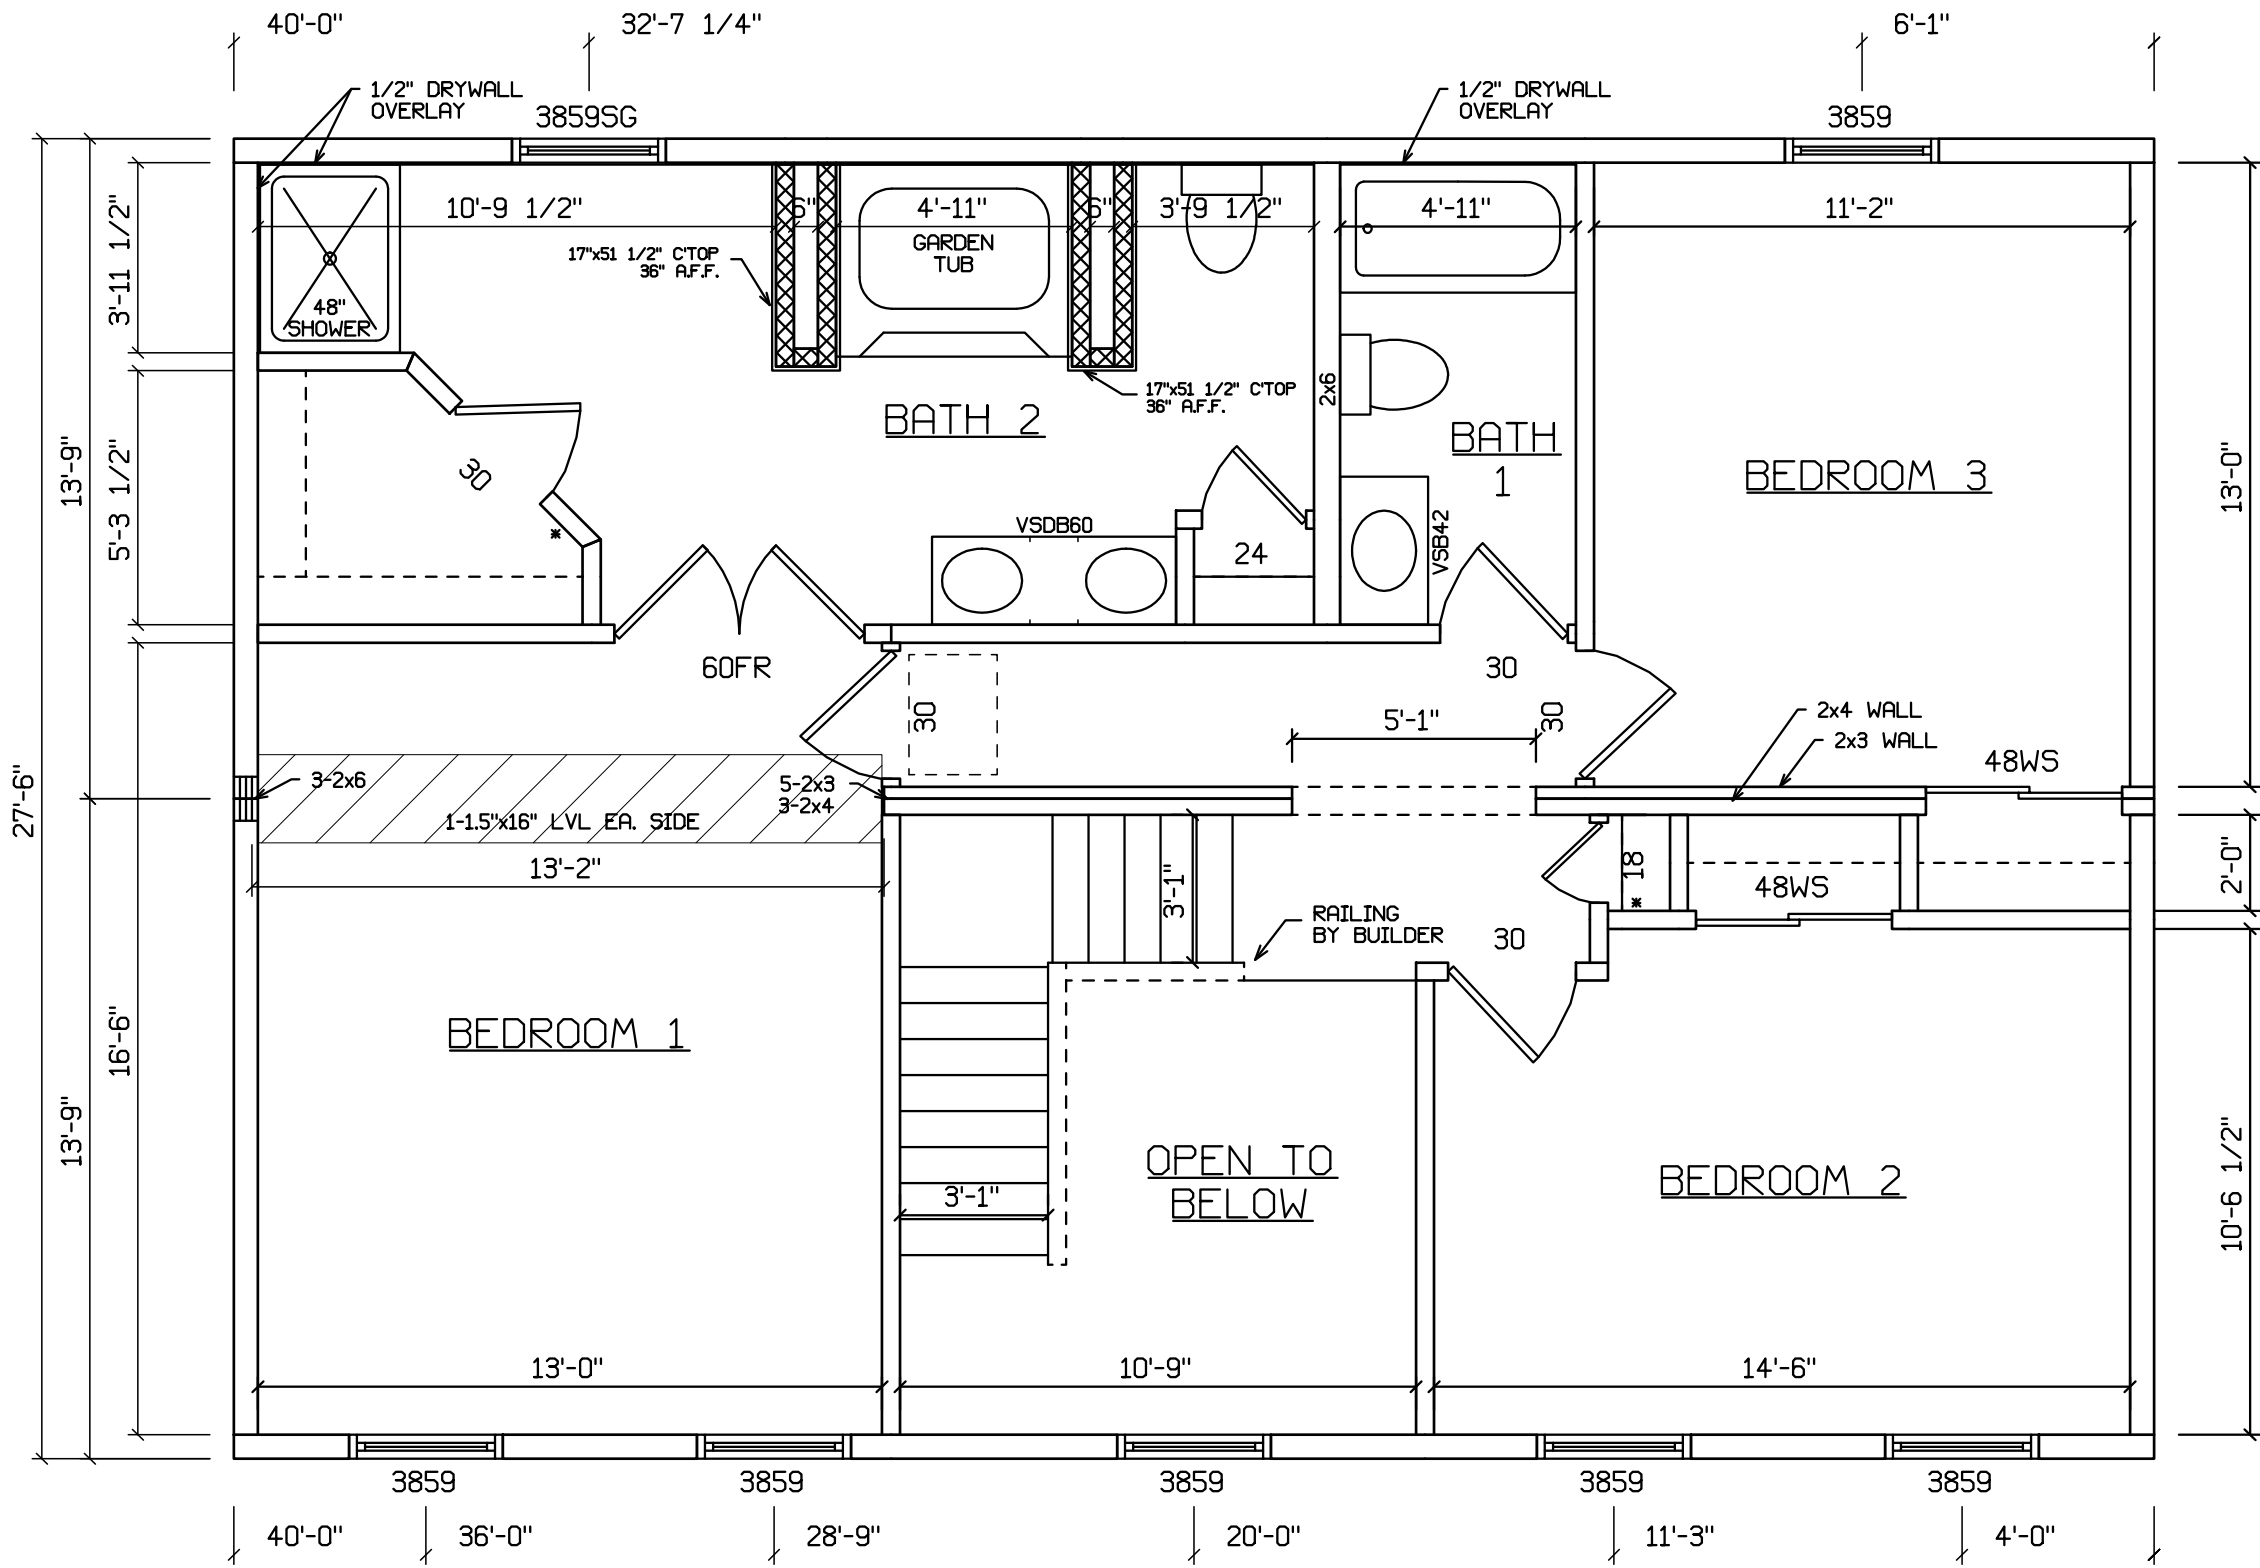 40'-0"
32'-7 1/4"
6'-1"
1/2" DRYWALL
OVERLAY
3859SG
1/2" DRYWALL
OVERLAY
3859
10'-9 1/2"
6"
4'-11"
6"
3'-9 1/2"
4'-11"
11'-2"
GARDEN
TUB
17"x51 1/2" C'TOP
36" A.F.F.
48"
SHOWER
3'-11 1/2"
17"x51 1/2" C'TOP
36" A.F.F.
2x6
BATH 2
BATH
1
BEDROOM 3
13'-9"
5'-3 1/2"
30
*
13'-0"
VSDB60
VSB42
24
60FR
30
30
30
5'-1"
2x4 WALL
2x3 WALL
48WS
27'-6"
3-2x6
5-2x3
3-2x4
1-1.5"x16" LVL EA. SIDE
13'-2"
3'-1"
18
*
48WS
2'-0"
RAILING
BY BUILDER
30
16'-6"
BEDROOM 1
13'-9"
OPEN TO
BELOW
BEDROOM 2
10'-6 1/2"
3'-1"
13'-0"
10'-9"
14'-6"
3859
3859
3859
3859
3859
40'-0"
36'-0"
28'-9"
20'-0"
11'-3"
4'-0"